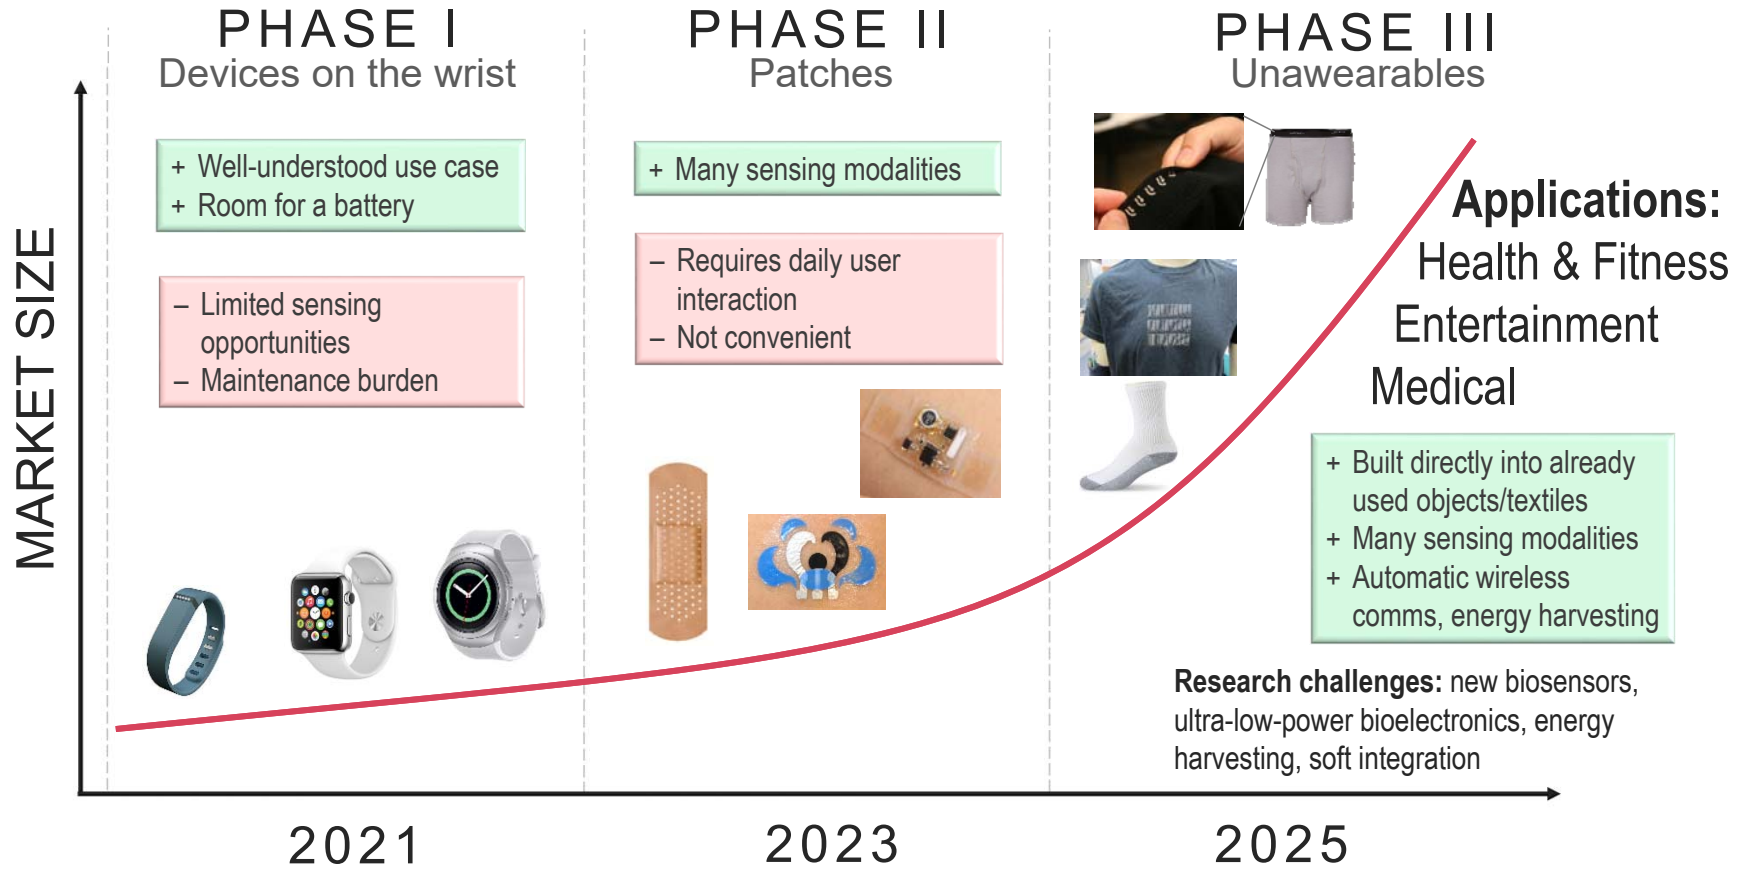 PHASE I
Devices on the wrist
+ Well-understood use case
+ Room for a battery
– Limited sensing
opportunities
– Maintenance burden
PHASE II
Patches
+ Many sensing modalities
– Requires daily user
interaction
– Not convenient
PHASE III
Unawearables
Applications:
Health & Fitness
Entertainment
Medical
+ Built directly into already
used objects/textiles
+ Many sensing modalities
+ Automatic wireless
comms, energy harvesting
Research challenges: new biosensors,
ultra-low-power bioelectronics, energy
harvesting, soft integration
MARKET SIZE
2021
2023
2025